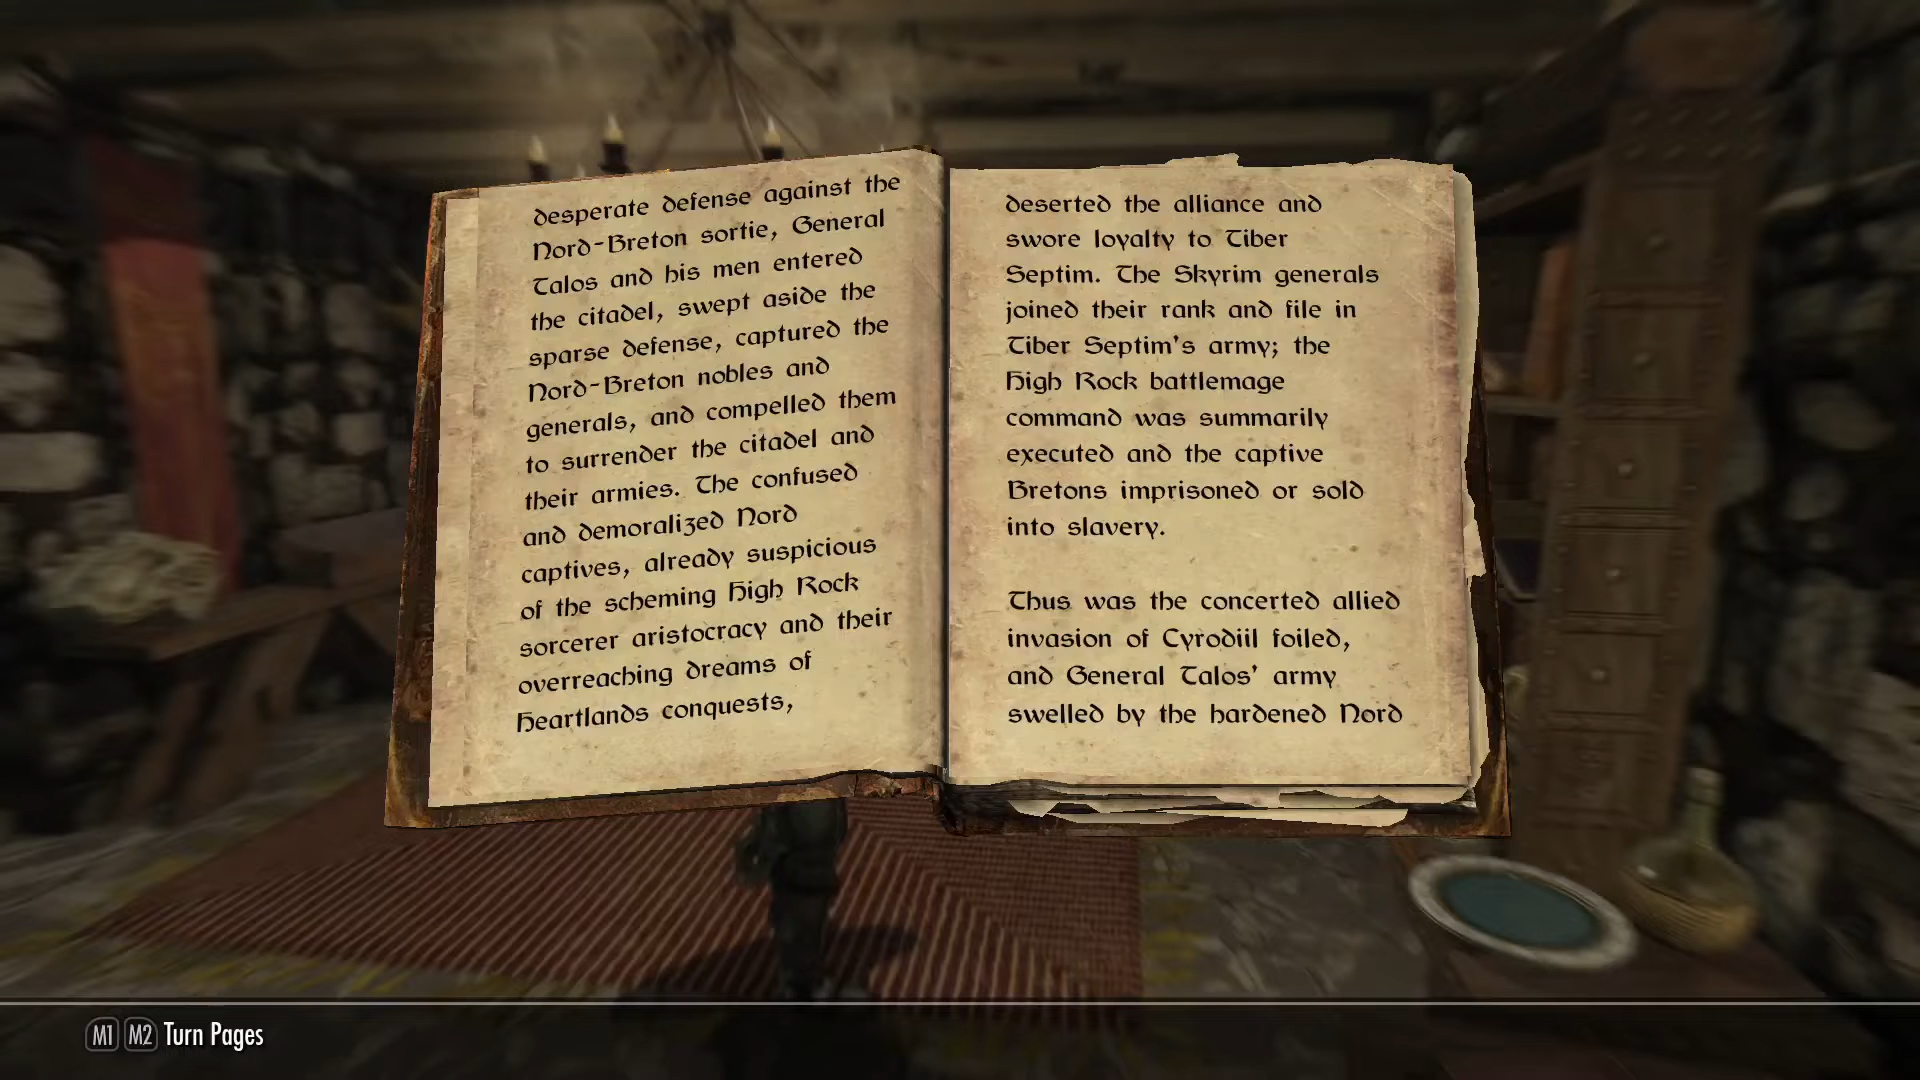 desperate defense against the
Nord-Breton sortie, General
Talos and his men entered
the citadel, swept aside the
sparse defense, captured the
Nord-Breton nobles and
generals, and compelled them
to surrender the citadel and
their armies. The confused
and demoralized Nord
captives, already suspicious
of the scheming High Rock
sorcerer aristocracy and their
overreaching dreams of
Heartlands conquests,
deserted the alliance and
swore loyalty to Tiber
Septim. The Skyrim generals
joined their rank and file in
Tiber Septim's army; the
High Rock battlemage
command was summarily
executed and the captive
Bretons imprisoned or sold
into slavery.
Thus was the concerted allied
invasion of Cyrodiil foiled,
and General Talos' army
swelled by the hardened Nord
M1 M2 Turn Pages